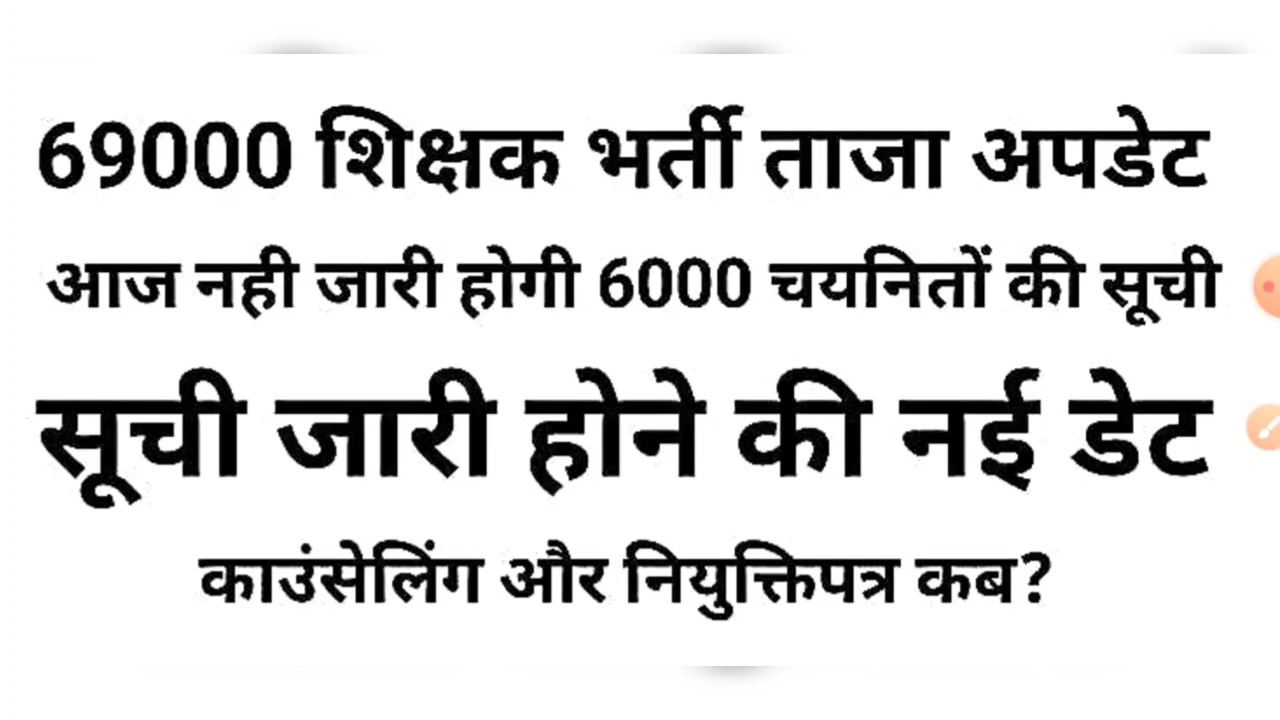 69000 शिक्षक भर्ती ताजा अपडेट
आज नही जारी होगी 6000 चयनितों की सूची
सूची जारी होने की नई डेट
काउंसेलिंग और नियुक्तिपत्र कब?